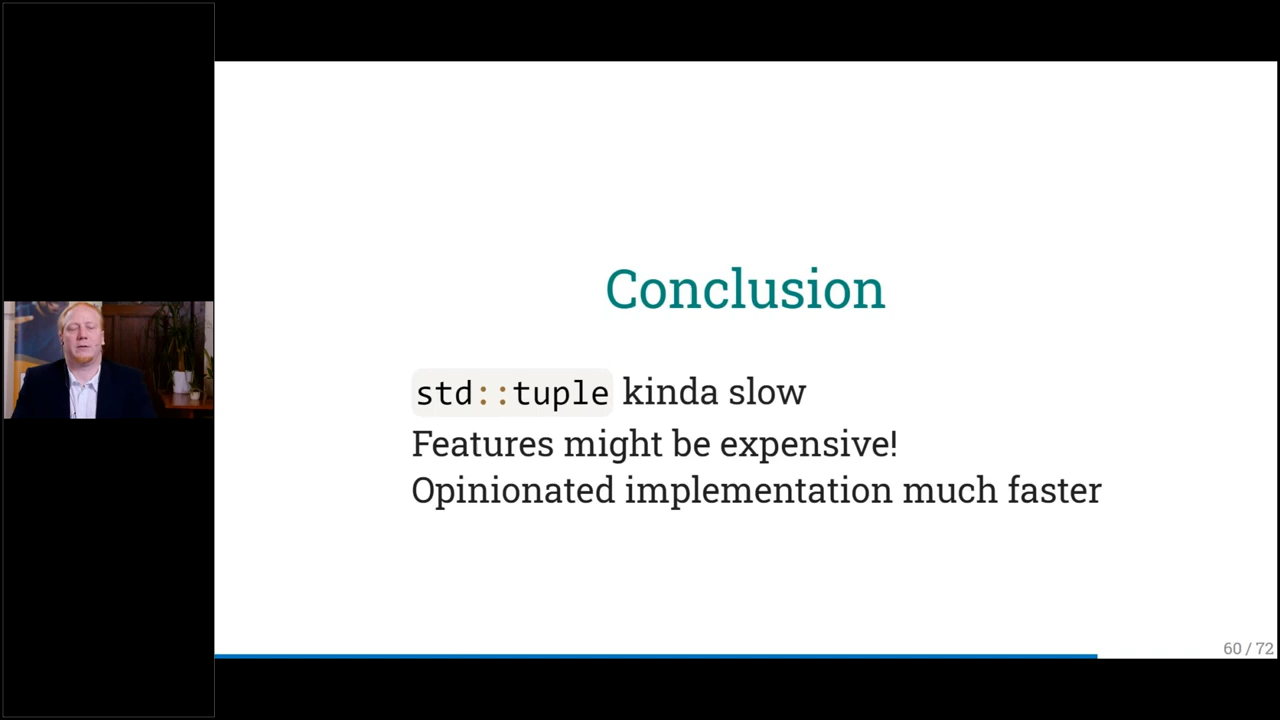 Conclusion
std::tuple kinda slow
Features might be expensive!
Opinionated implementation much faster
60 / 72